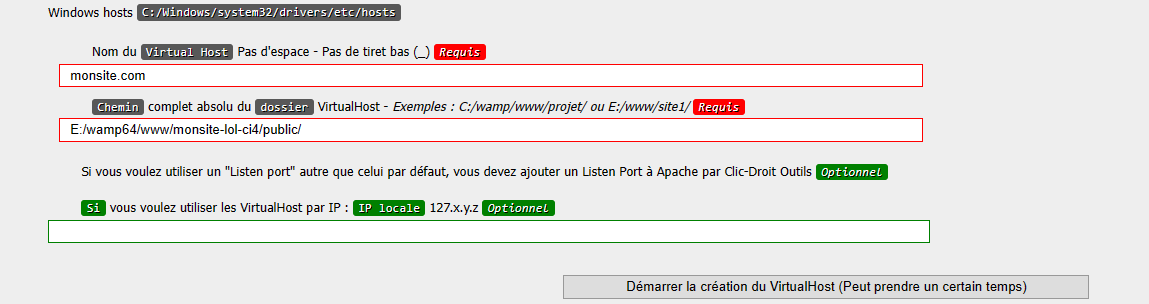 Windows hosts C:/Windows/system32/drivers/etc/hosts
Nom du Virtual Host Pas d'espace - Pas de tiret bas (_) Requis
monsite.com
Chemin complet absolu du dossier VirtualHost - Exemples : C:/wamp/www/projet/ ou E:/www/site1/ Requis
E:/wamp64/www/monsite-lol-ci4/public/
Si vous voulez utiliser un "Listen port" autre que celui par défaut, vous devez ajouter un Listen Port à Apache par Clic-Droit Outils Optionnel
Si vous voulez utiliser les VirtualHost par IP : IP locale 127.x.y.z Optionnel
Démarrer la création du VirtualHost (Peut prendre un certain temps)